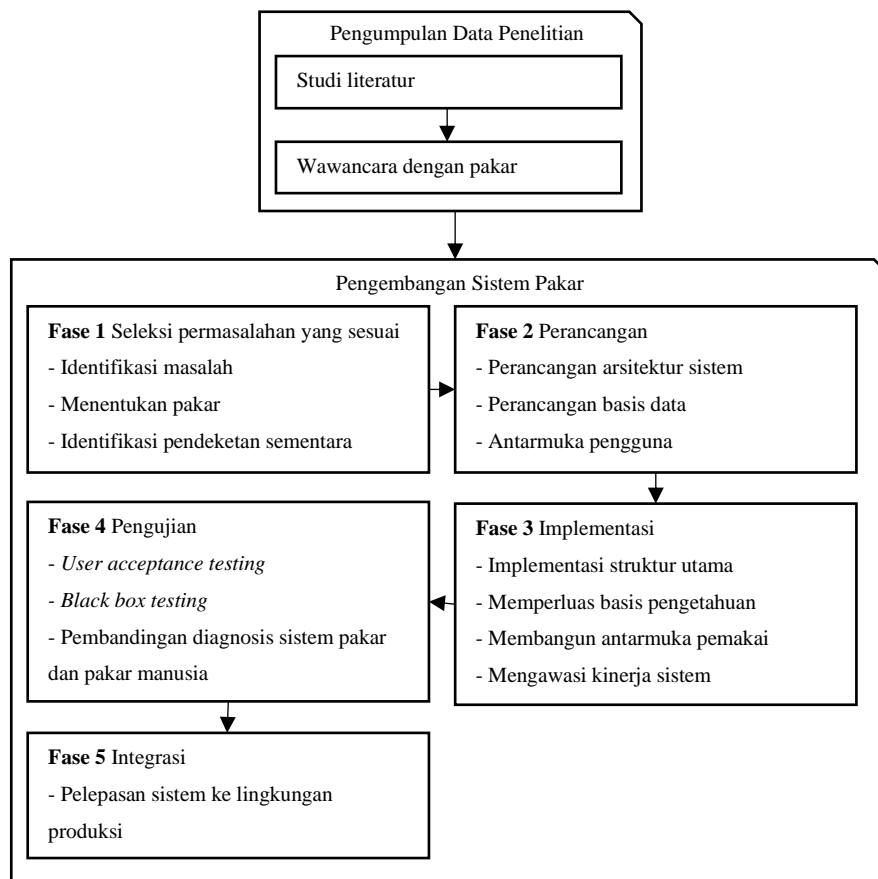 Pengumpulan Data Penelitian
Studi literatur
Wawancara dengan pakar
Pengembangan Sistem Pakar
Fase 1 Seleksi permasalahan yang sesuai
- Identifikasi masalah
- Menentukan pakar
- Identifikasi pendeketan sementara
Fase 2 Perancangan
- Perancangan arsitektur sistem
- Perancangan basis data
- Antarmuka pengguna
Fase 3 Implementasi
- Implementasi struktur utama
- Memperluas basis pengetahuan
- Membangun antarmuka pemakai
- Mengawasi kinerja sistem
Fase 4 Pengujian
- User acceptance testing
- Black box testing
- Pembandingan diagnosis sistem pakar
dan pakar manusia
Fase 5 Integrasi
- Pelepasan sistem ke lingkungan
produksi